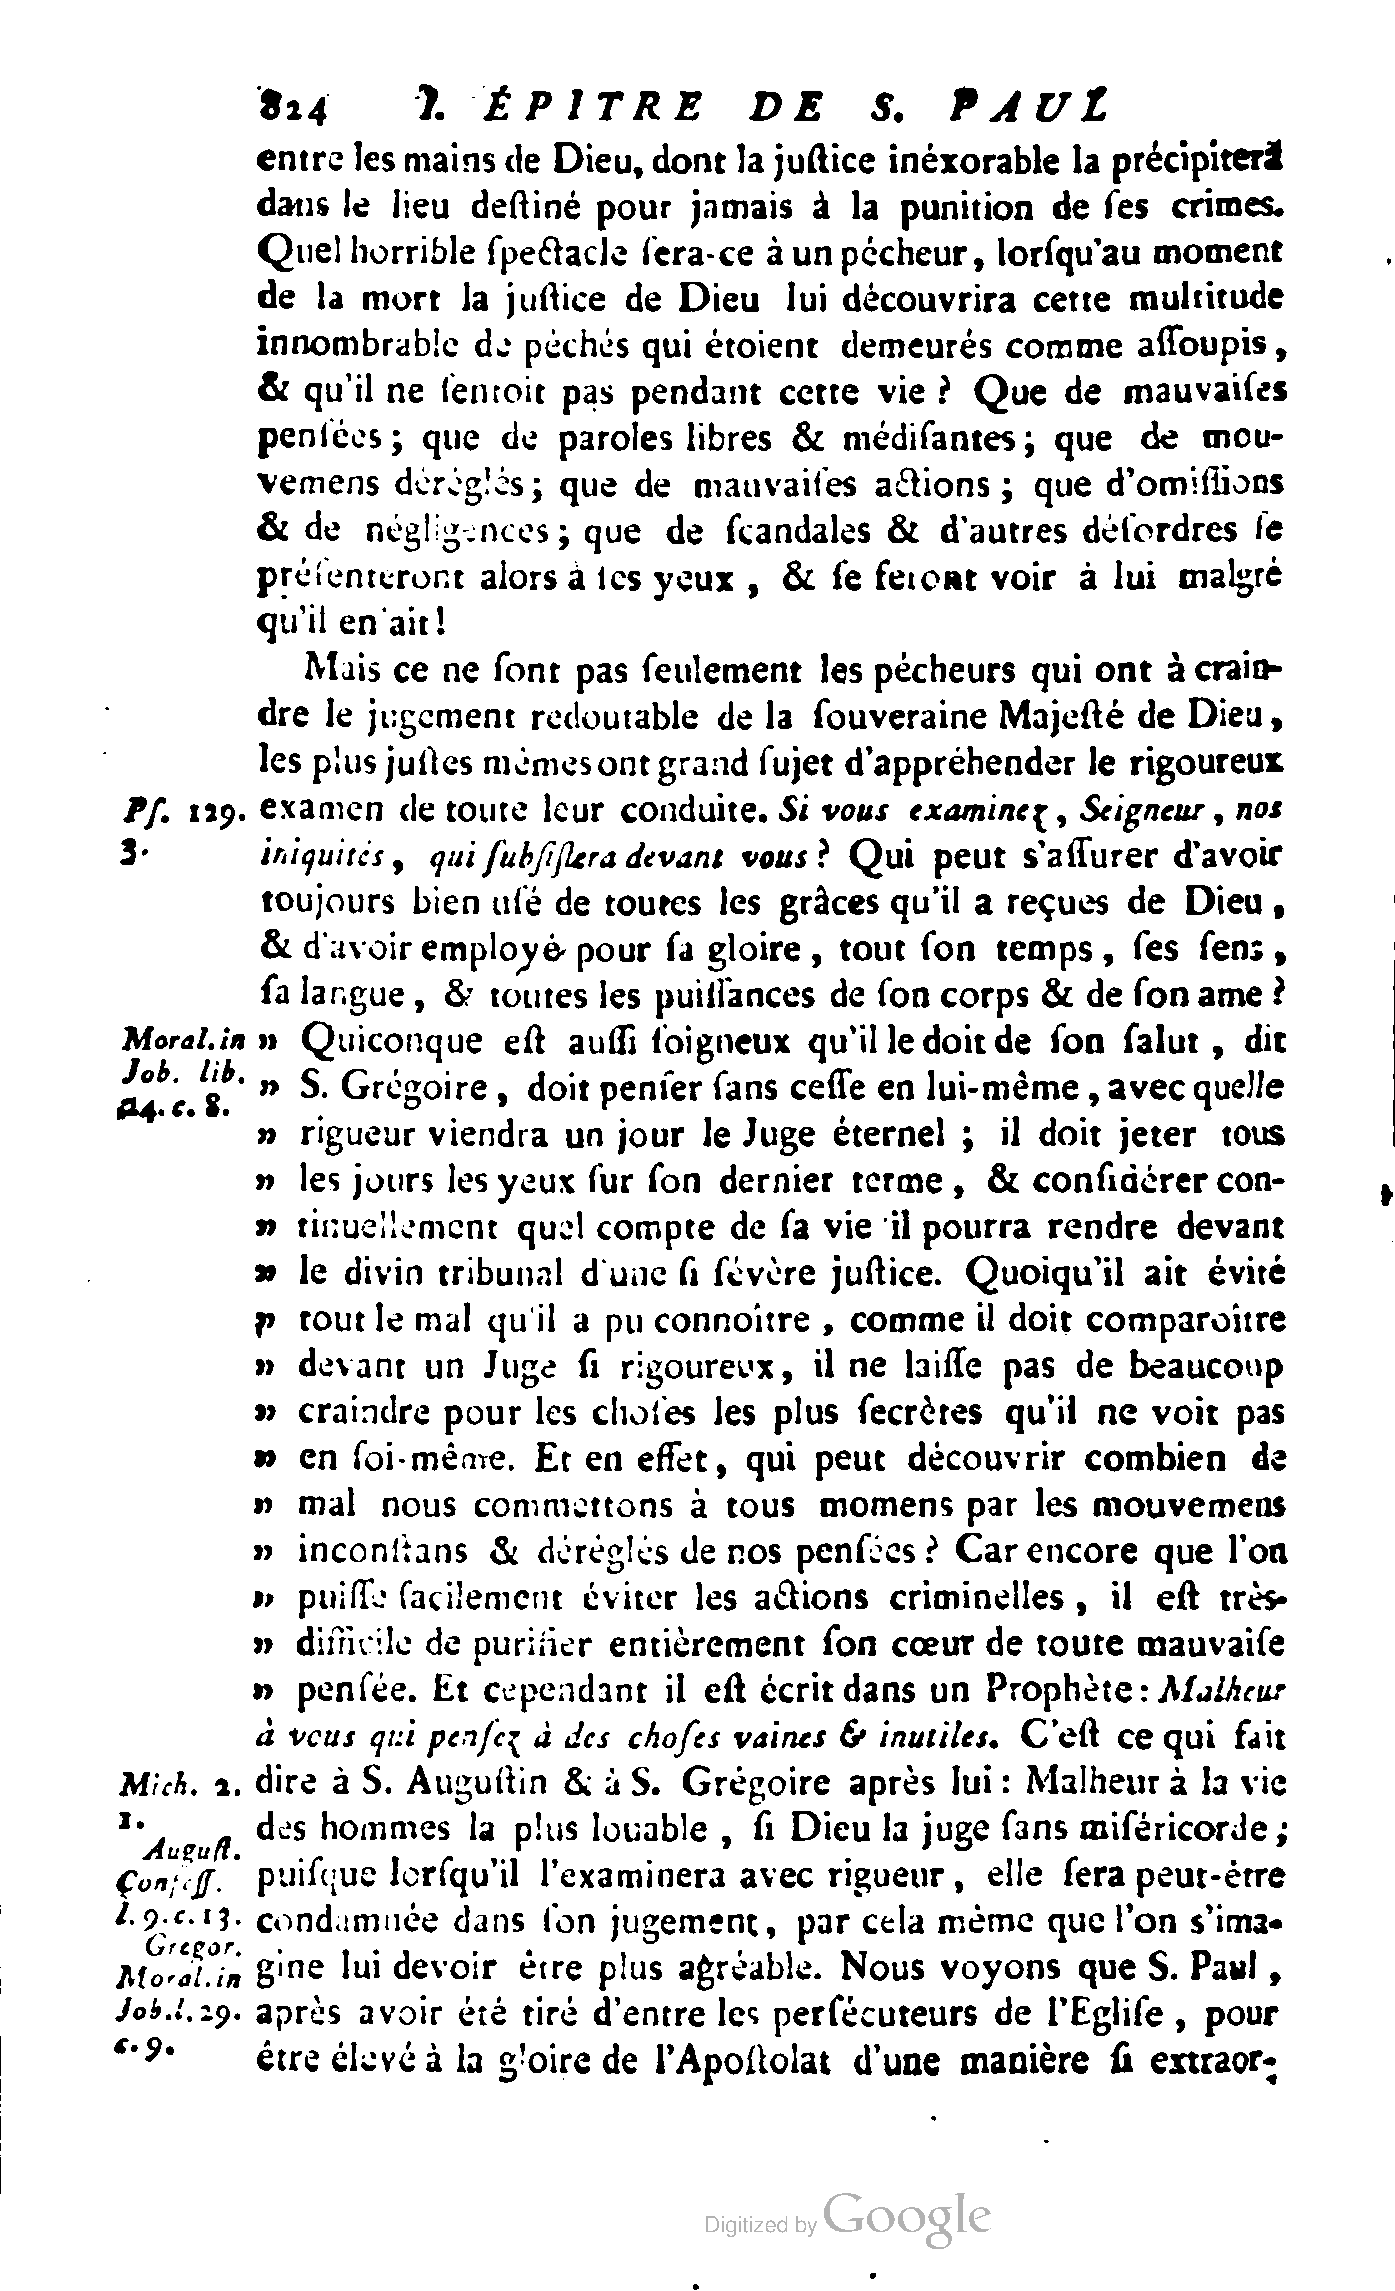 824 I. ÉPITRE DE S. PAUL
entre les mains de Dieu, dont la juſtice inéxorable la précipitera
dans le lieu deſtiné pour jamais à la punition de ſes crimes.
Quel horrible ſpectacle ſera-ce à un pécheur, lorſqu'au moment
de la mort la juſtice de Dieu lui découvrira cette multitude
innombrable de péchés qui étoient demeurés comme aſſoupis,
& qu'il ne ſentoit pas pendant cette vie ? Que de mauvaiſes
penſées ; que de paroles libres & médiſantes ; que de mou-
vemens déréglés ; que de mauvaiſes actions ; que d'omiſſions
& de négligences ; que de ſcandales & d'autres déſordres ſe
préſenteront alors à ſes yeux , & ſe feront voir à lui malgré
qu'il en ait !
Mais ce ne ſont pas ſeulement les pécheurs qui ont à crain-
dre le jugement redoutable de la ſouveraine Majeſté de Dieu,
les plus juſtes mêmes ont grand ſujet d'appréhender le rigoureux
Pſ. 129. examen de toute leur conduite. Si vous examinez, Seigneur, nos
3. iniquités, qui ſubſiſtera devant vous ? Qui peut s'aſſurer d'avoir
toujours bien uſé de toutes les grâces qu'il a reçues de Dieu ,
& d'avoir employé pour ſa gloire , tout ſon temps , ſes ſens ,
ſa langue , & toutes les puiſſances de ſon corps & de ſon ame ?
Moral. in » Quiconque eſt auſſi ſoigneux qu'il le doit de ſon ſalut , dit
Job. lib. » S. Grégoire , doit penſer ſans ceſſe en lui-même , avec quelle
24. c. 8.
» rigueur viendra un jour le Juge éternel ; il doit jeter tous
» les jours les yeux ſur ſon dernier terme , & conſidérer con-
» tinuellement quel compte de ſa vie il pourra rendre devant
» le divin tribunal d'une ſi ſévère juſtice. Quoiqu'il ait évité
» tout le mal qu'il a pu connoître , comme il doit comparoître
» devant un Juge ſi rigoureux, il ne laiſſe pas de beaucoup
» craindre pour les choſes les plus ſecrètes qu'il ne voit pas
» en ſoi-même. Et en effet, qui peut découvrir combien de
» mal nous commettons à tous momens par les mouvemens
» inconſtans & déréglés de nos penſées ? Car encore que l'on
» puiſſe facilement éviter les actions criminelles , il eſt très-
» difficile de purifier entièrement ſon cœur de toute mauvaiſe
» penſée. Et cependant il eſt écrit dans un Prophète : Malheur
à vous qui penſez à des choſes vaines & inutiles. C'eſt ce qui fait
Mich. 2. dire à S. Auguſtin & à S. Grégoire après lui : Malheur à la vie
1. des hommes la plus louable , ſi Dieu la juge ſans miſéricorde ;
Auguſt.
Confeſſ. puiſque lorſqu'il l'examinera avec rigueur , elle ſera peut-être
l. 9. c. 13. condamnée dans ſon jugement, par cela même que l'on s'ima-
Gregor.
Moral. in gine lui devoir être plus agréable. Nous voyons que S. Paul ,
Job. l. 29. après avoir été tiré d'entre les perſécuteurs de l'Egliſe , pour
c. 9. être élevé à la gloire de l'Apoſtolat d'une manière ſi extraor-
Digitized by Google